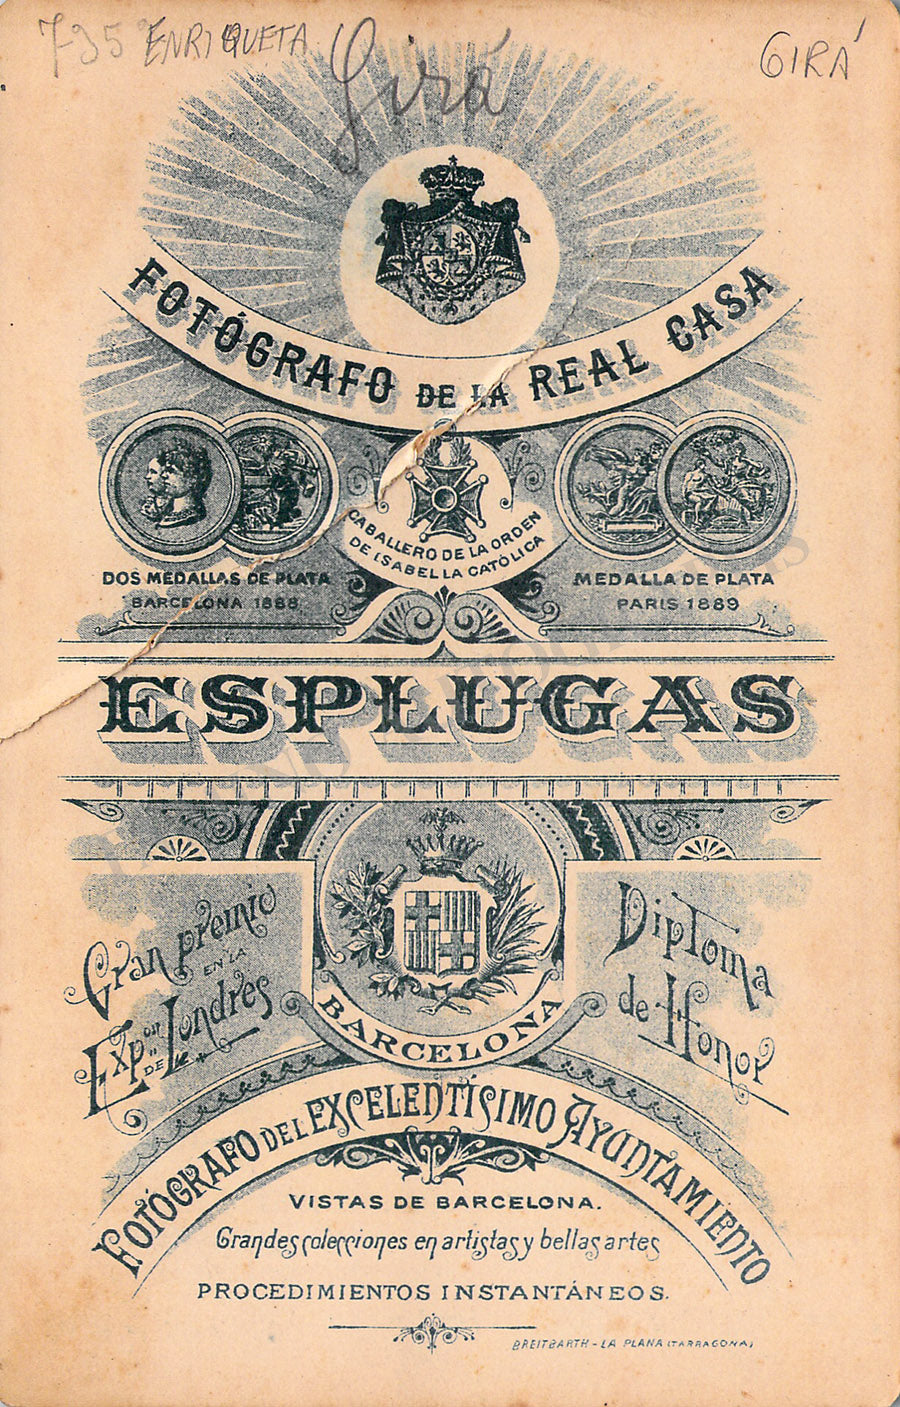 795 ENRIQUETA
Girá
GIRÁ
FOTÓGRAFO DE LA REAL CASA
CABALLERO DE LA ORDEN
DE ISABEL LA CATÓLICA
DOS MEDALLAS DE PLATA
BARCELONA 1888
MEDALLA DE PLATA
PARIS 1889
ESPLUGAS
Gran premio
EN LA
Expon DE Londres
Diploma
de Honor
BARCELONA
FOTÓGRAFO DEL EXSELENTÍSIMO AYUNTAMIENTO
VISTAS DE BARCELONA.
Grandes colecciones en artistas y bellas artes
PROCEDIMIENTOS INSTANTÁNEOS.
BREITBARTH - LA PLANA (TARRAGONA)